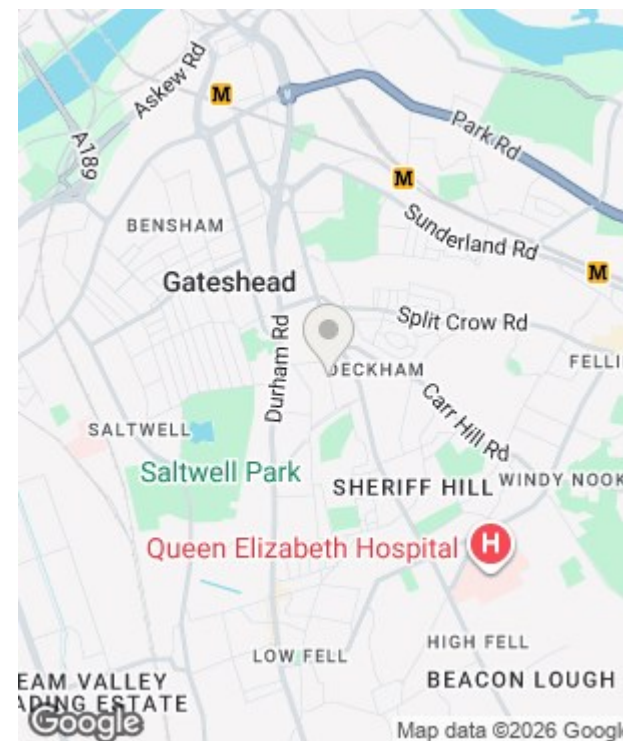 Askew Rd
M
A189
Park Rd
M
BENSHAM
Sunderland Rd
M
Gateshead
Split Crow Rd
Durham Rd
DECKHAM
FELLI
Carr Hill Rd
SALTWELL
Saltwell Park
SHERIFF HILL
WINDY NOOK
Queen Elizabeth Hospital
H
LOW FELL
HIGH FELL
BEACON LOUGH
EAM VALLEY
ADING ESTATE
Google
Map data ©2026 Googl